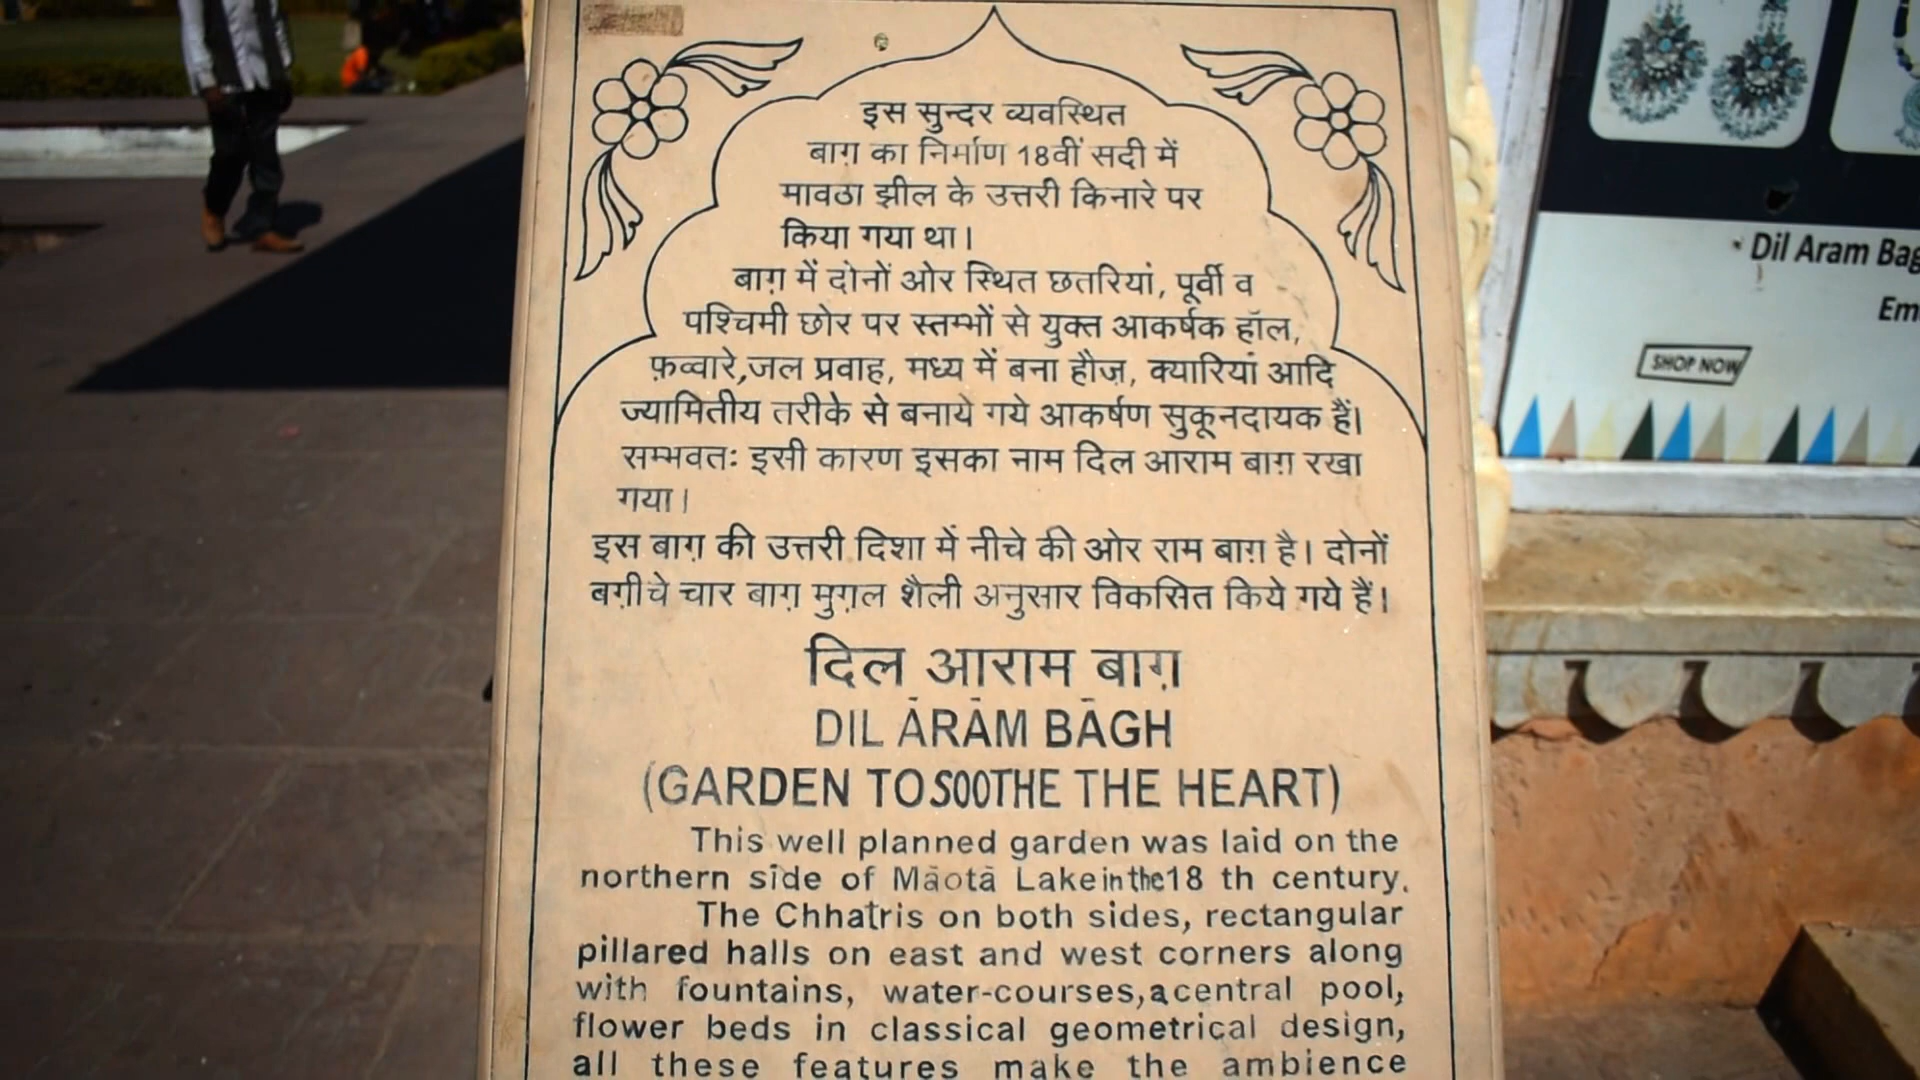 इस सुन्दर व्यवस्थित
बाग़ का निर्माण 18वीं सदी में
मावठा झील के उत्तरी किनारे पर
किया गया था।
बाग़ में दोनों ओर स्थित छतरियां, पूर्वी व
पश्चिमी छोर पर स्तम्भों से युक्त आकर्षक हॉल,
फ़व्वारे,जल प्रवाह, मध्य में बना हौज़, क्यारियां आदि
ज्यामितीय तरीके से बनाये गये आकर्षण सुकूनदायक हैं।
सम्भवतः इसी कारण इसका नाम दिल आराम बाग़ रखा
गया।
इस बाग़ की उत्तरी दिशा में नीचे की ओर राम बाग़ है। दोनों
बग़ीचे चार बाग़ मुग़ल शैली अनुसार विकसित किये गये हैं।
दिल आराम बाग़
DIL ĀRĀM BĀGH
(GARDEN TO SOOTHE THE HEART)
This well planned garden was laid on the
northern side of Māotā Lake in the 18 th century.
The Chhatris on both sides, rectangular
pillared halls on east and west corners along
with fountains, water-courses, a central pool,
flower beds in classical geometrical design,
all these features make the ambience
Dil Aram Bag
Em
SHOP NOW